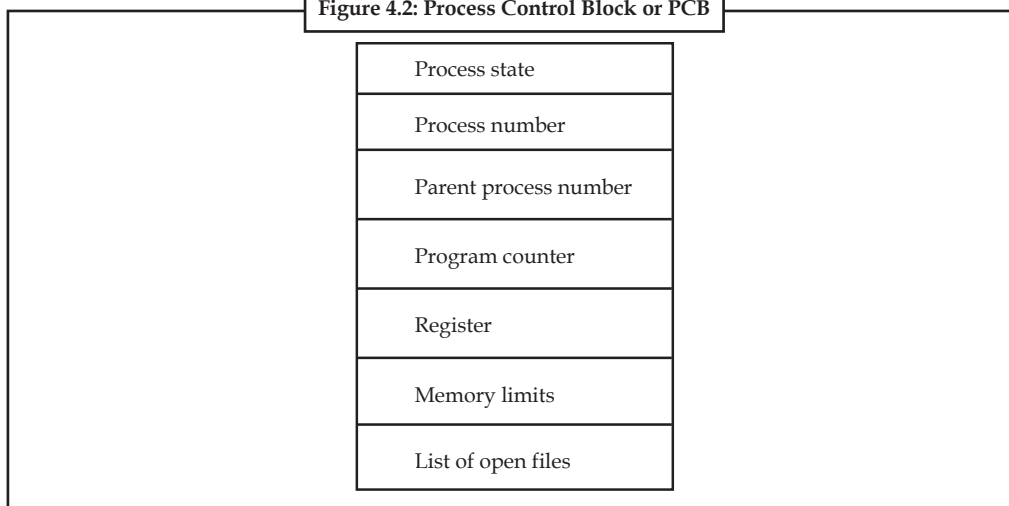 Figure 4.2: Process Control Block or PCB
Process state
Process number
Parent process number
Program counter
Register
Memory limits
List of open files